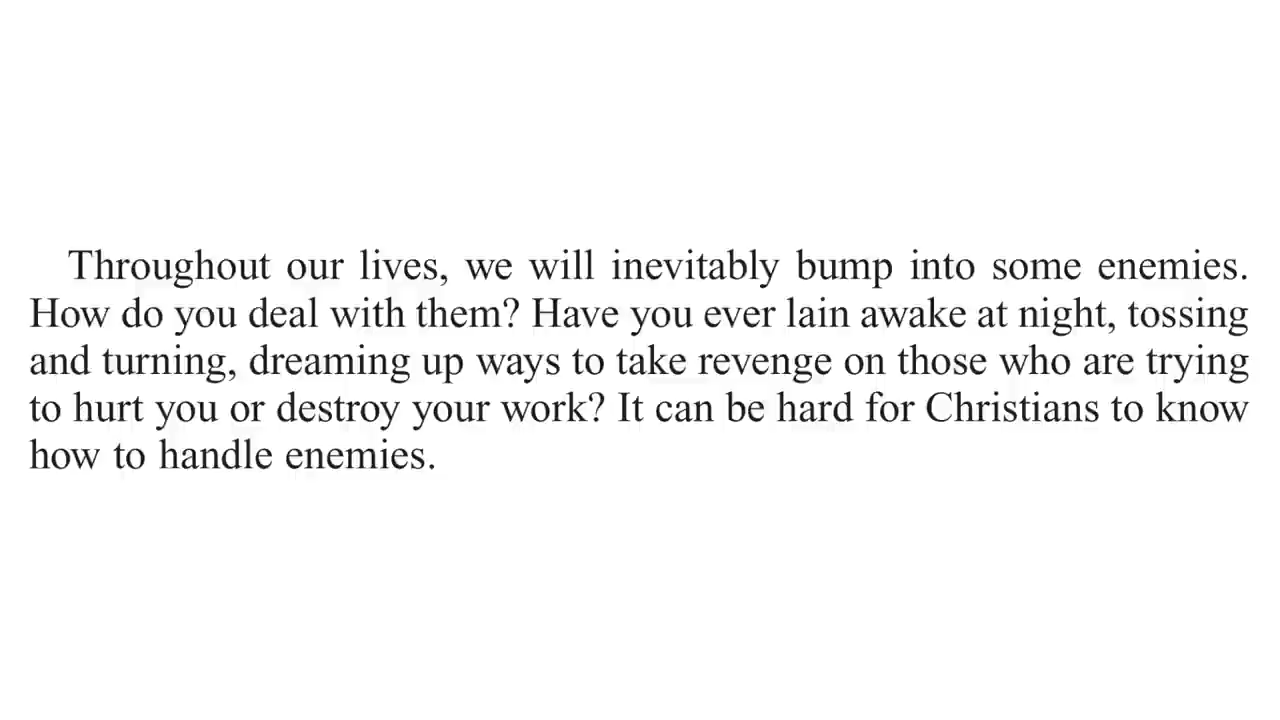 Throughout our lives, we will inevitably bump into some enemies.
How do you deal with them? Have you ever lain awake at night, tossing
and turning, dreaming up ways to take revenge on those who are trying
to hurt you or destroy your work? It can be hard for Christians to know
how to handle enemies.